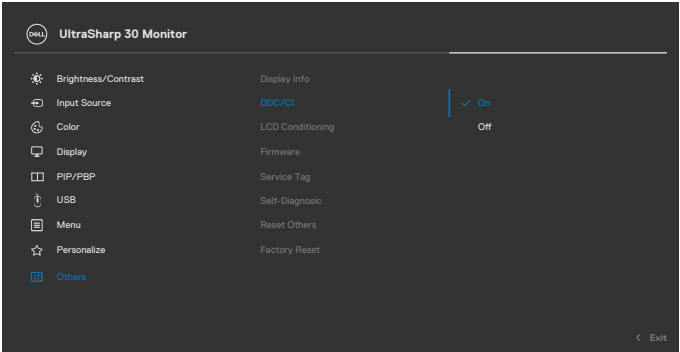 DELL UltraSharp 30 Monitor
Brightness/Contrast Display Info
Input Source DDC/CI On
Color LCD Conditioning Off
Display Firmware
PIP/PBP Service Tag
USB Self-Diagnosic
Menu Reset Others
Personalize Factory Reset
Others
Exit